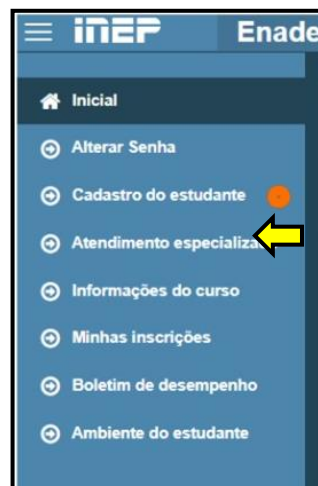 inep Enade
Inicial
Alterar Senha
Cadastro do estudante
Atendimento
Informações do curso
Minhas inscrições
Boletim de desempenho
Ambiente do estudante